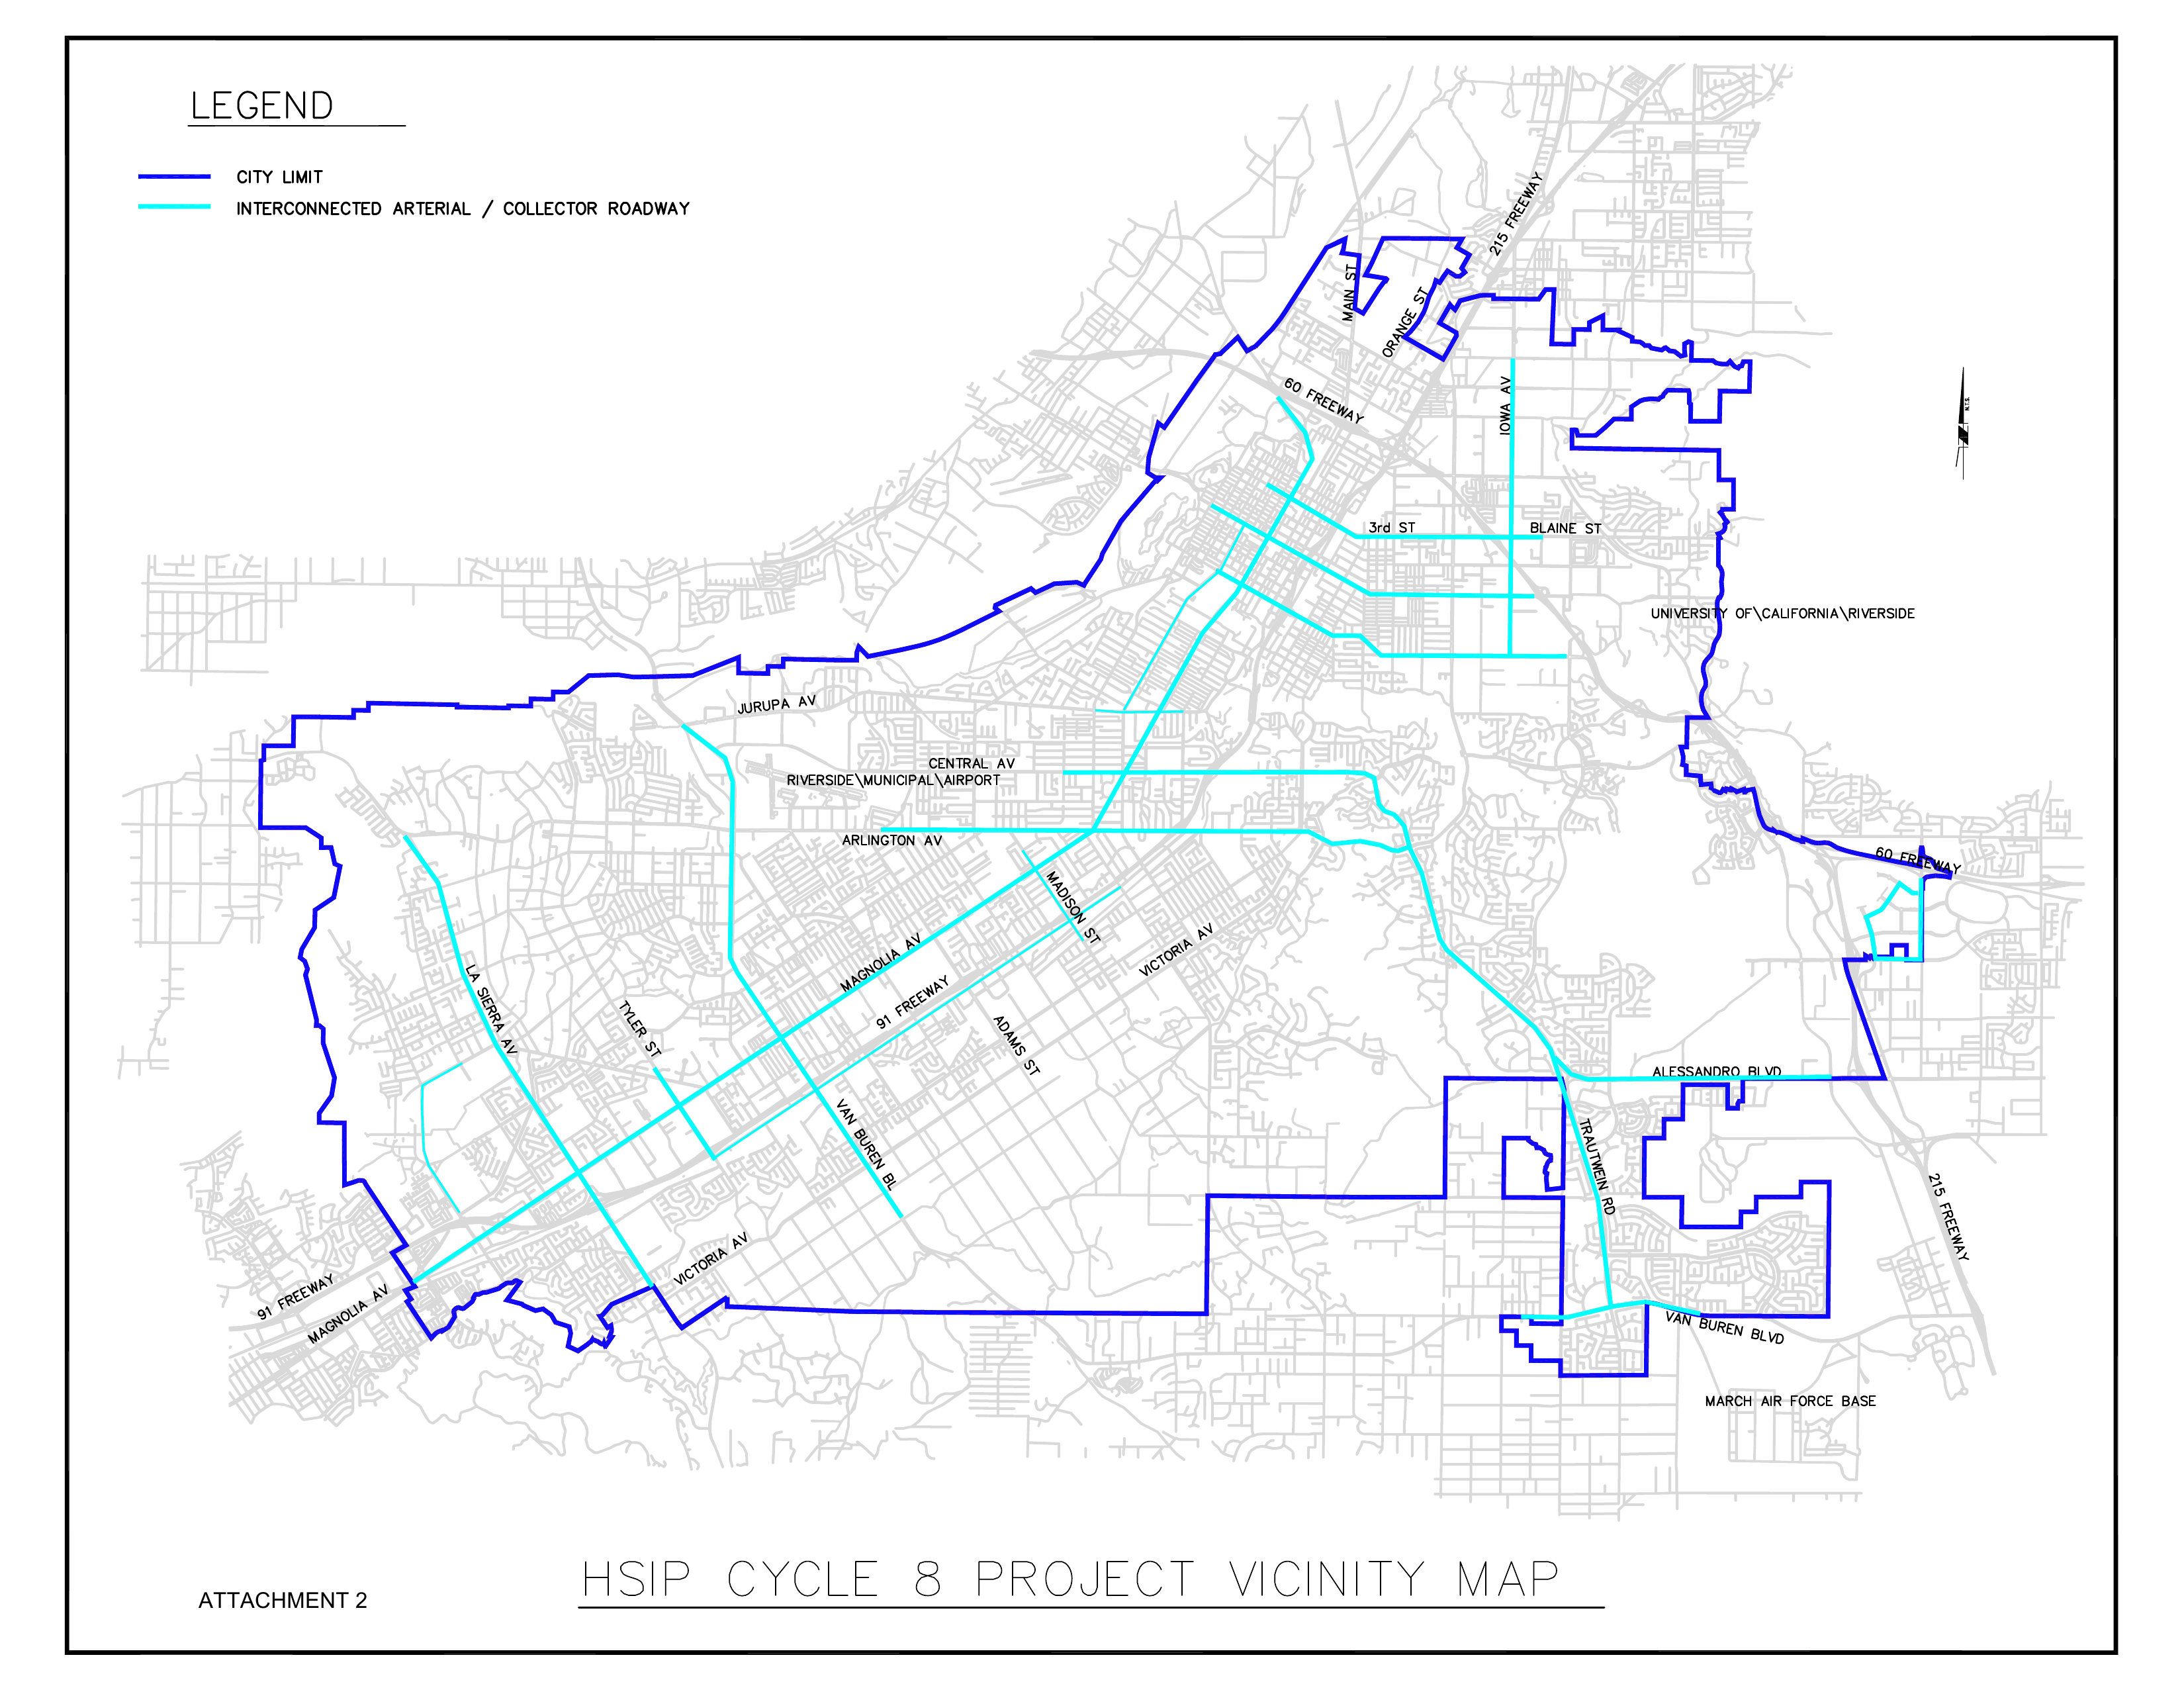 LEGEND
CITY LIMIT
INTERCONNECTED ARTERIAL / COLLECTOR ROADWAY
215 FREEWAY
MAIN ST
ORANGE ST
60 FREEWAY
IOWA AV
N.T.S.
3rd ST
BLAINE ST
UNIVERSITY OF\CALIFORNIA\RIVERSIDE
JURUPA AV
CENTRAL AV
RIVERSIDE\MUNICIPAL\AIRPORT
ARLINGTON AV
60 FREEWAY
MADISON ST
MAGNOLIA AV
VICTORIA AV
91 FREEWAY
LA SIERRA AV
TYLER ST
ADAMS ST
ALESSANDRO BLVD
VAN BUREN BL
TRAUTWEIN RD
215 FREEWAY
VICTORIA AV
91 FREEWAY
MAGNOLIA AV
VAN BUREN BLVD
MARCH AIR FORCE BASE
HSIP CYCLE 8 PROJECT VICINITY MAP
ATTACHMENT 2